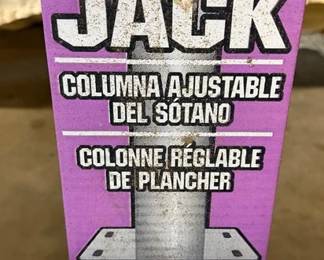 JACK
COLUMNA AJUSTABLE
DEL SÓTANO
COLONNE RÉGLABLE
DE PLANCHER